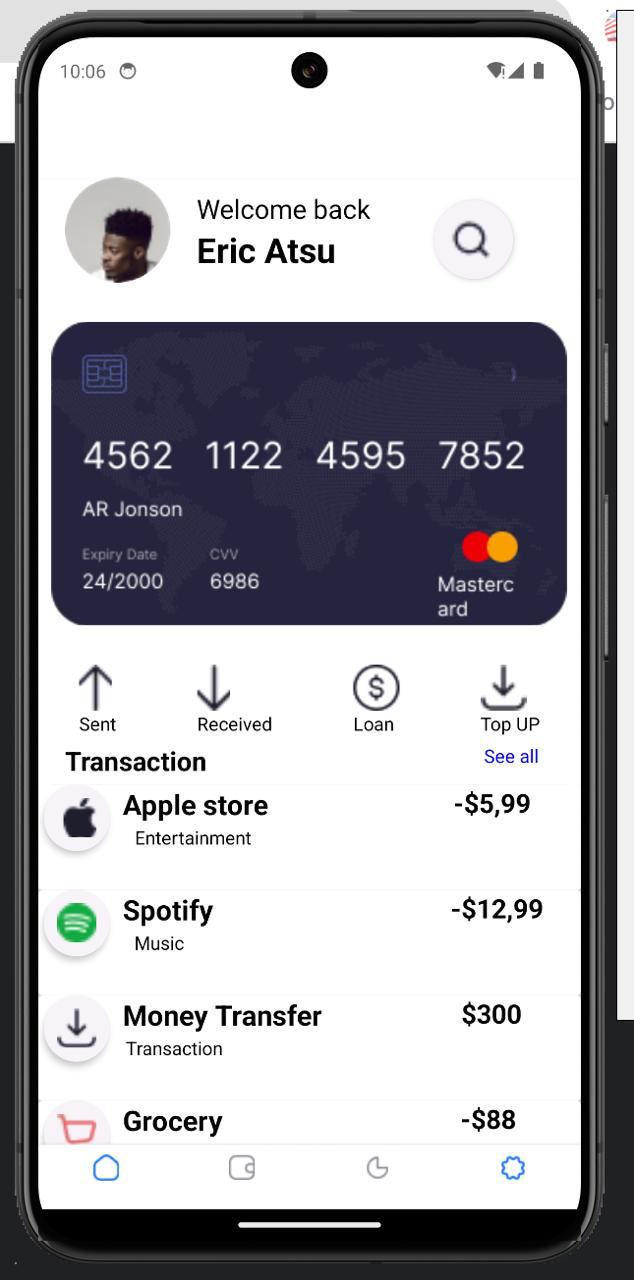 10:06
Welcome back
Eric Atsu
4562 1122 4595 7852
AR Jonson
Expiry Date CVV
24/2000 6986
Masterc
ard
Sent Received Loan Top UP
Transaction See all
Apple store -$5,99
Entertainment
Spotify -$12,99
Music
Money Transfer $300
Transaction
Grocery -$88